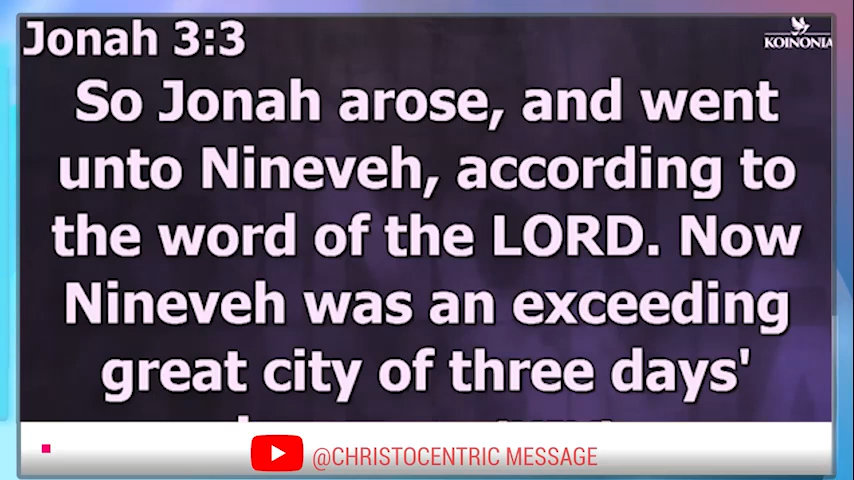 Jonah 3:3
KOINONIA
So Jonah arose, and went
unto Nineveh, according to
the word of the LORD. Now
Nineveh was an exceeding
great city of three days'
@CHRISTOCENTRIC MESSAGE